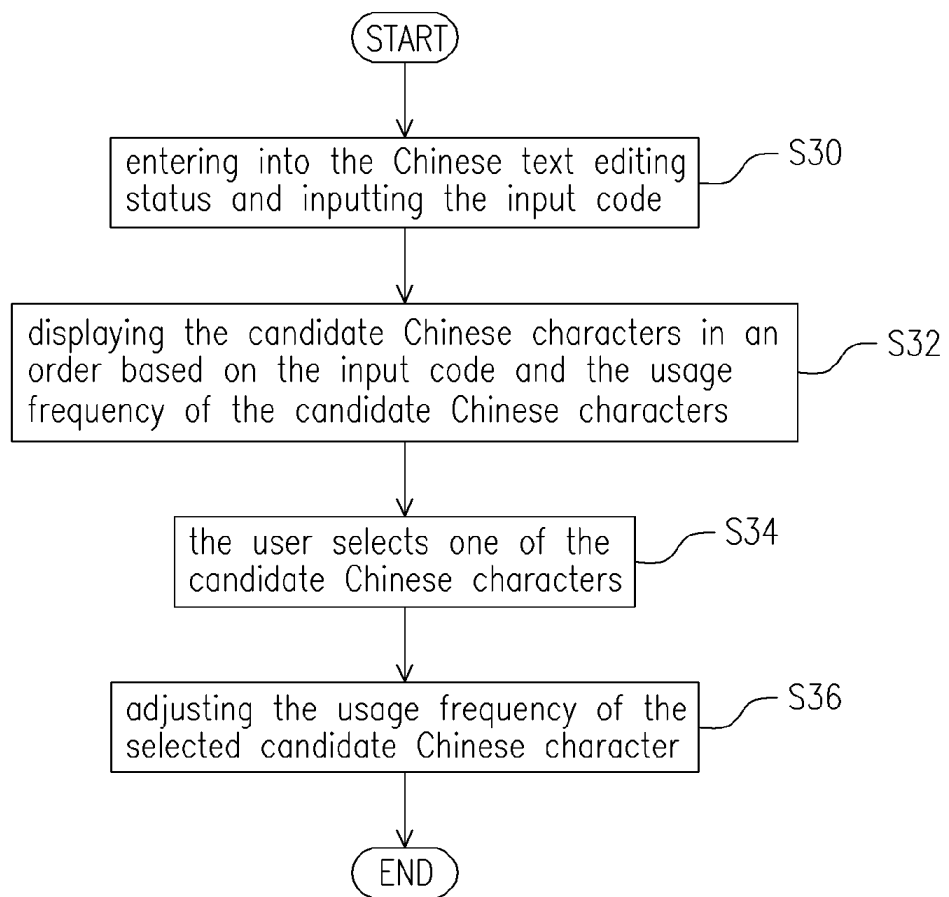 START
entering into the Chinese text editing
status and inputting the input code
S30
displaying the candidate Chinese characters in an
order based on the input code and the usage
frequency of the candidate Chinese characters
S32
the user selects one of the
candidate Chinese characters
S34
adjusting the usage frequency of the
selected candidate Chinese character
S36
END